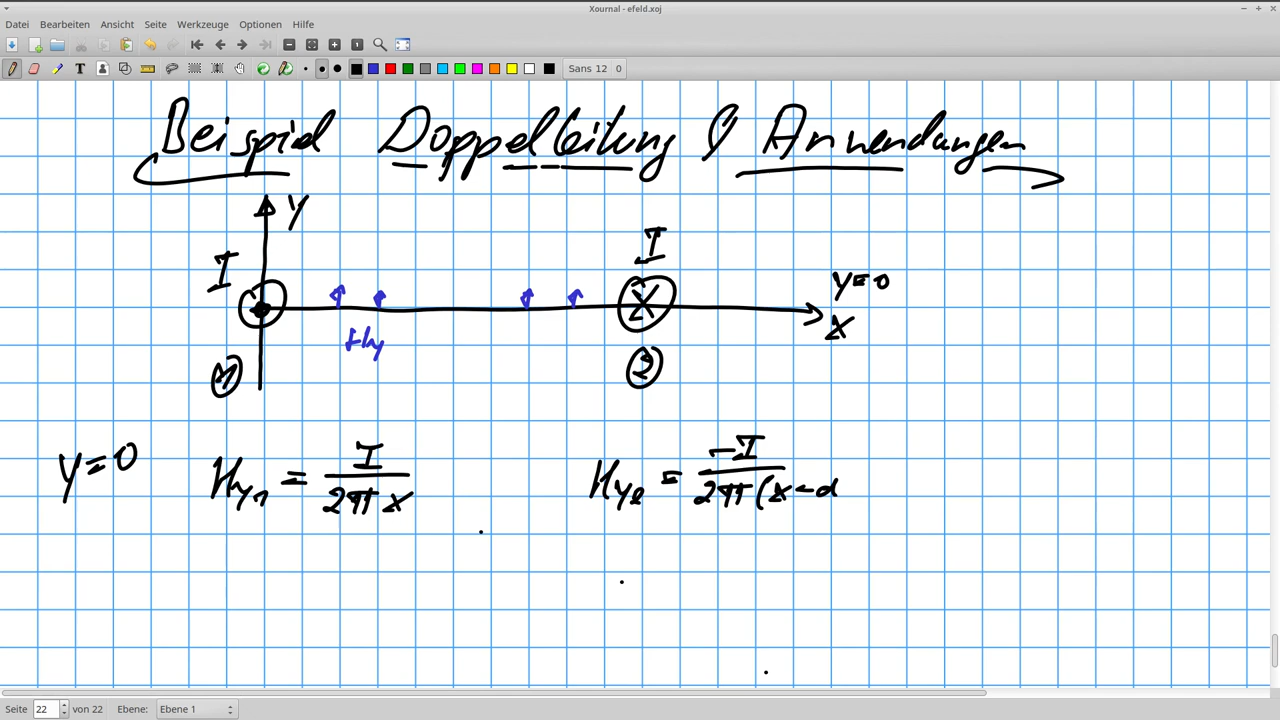 Xournal - efeld.xoj
Datei Bearbeiten Ansicht Seite Werkzeuge Optionen Hilfe
T Sans 12 0
Beispiel Doppelleitung & Anwendungen
Y
I I
y=0
X
Hy
1 2
y=0 Hy1 = I / 2π x Hy2 = -I / 2π(x-d
Seite 22 von 22 Ebene: Ebene 1